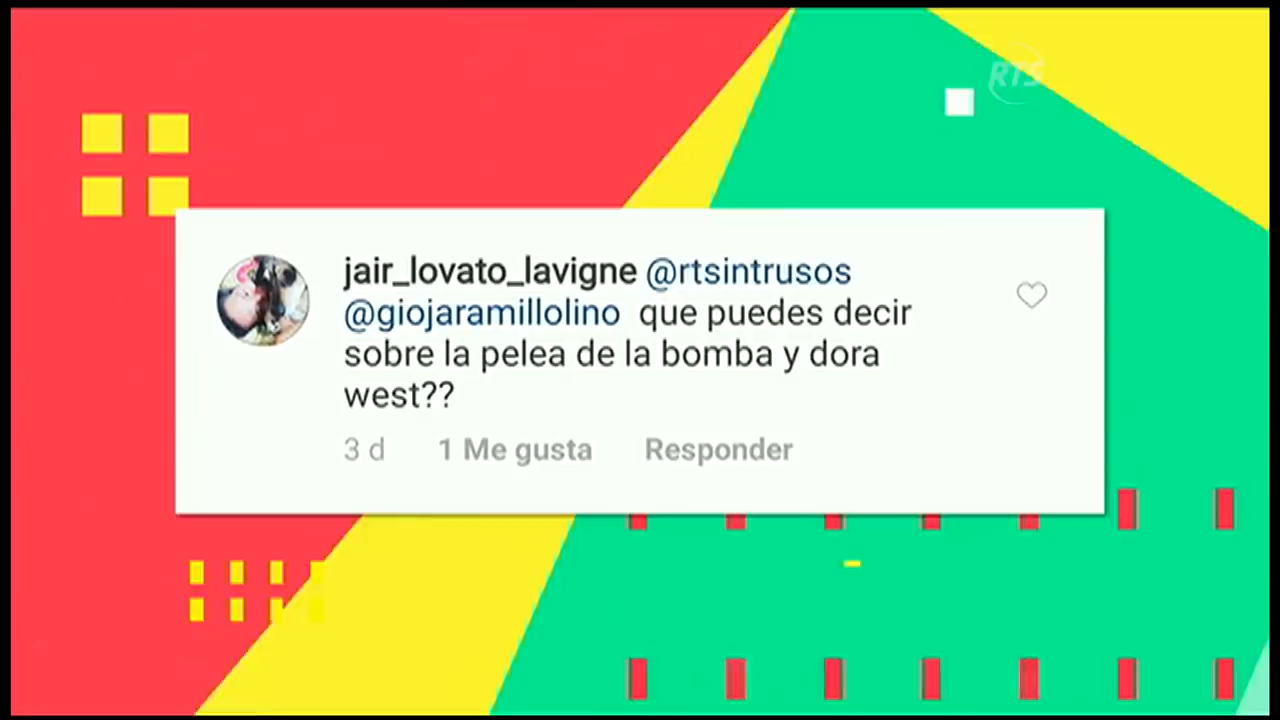 RTS
jair_lovato_lavigne @rtsintrusos
@giojaramillolino que puedes decir
sobre la pelea de la bomba y dora
west??
3 d 1 Me gusta Responder